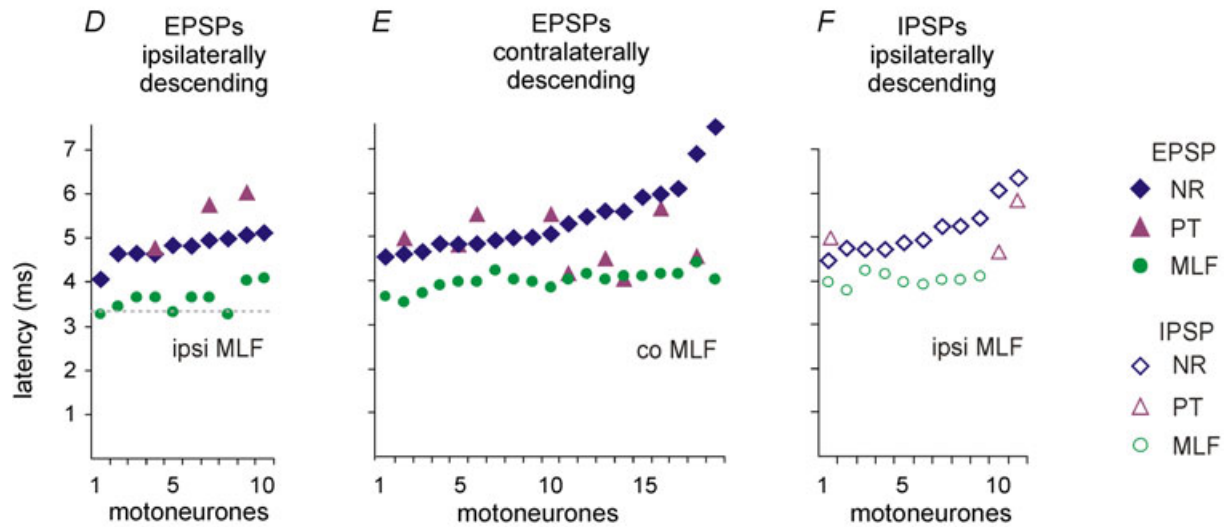 D
EPSPs
ipsilaterally
descending
E
EPSPs
contralaterally
descending
F
IPSPs
ipsilaterally
descending
latency (ms)
7
6
5
4
3
2
1
ipsi MLF
co MLF
ipsi MLF
1 5 10
motoneurones
1 5 10 15
motoneurones
1 5 10
motoneurones
EPSP
NR
PT
MLF
IPSP
NR
PT
MLF